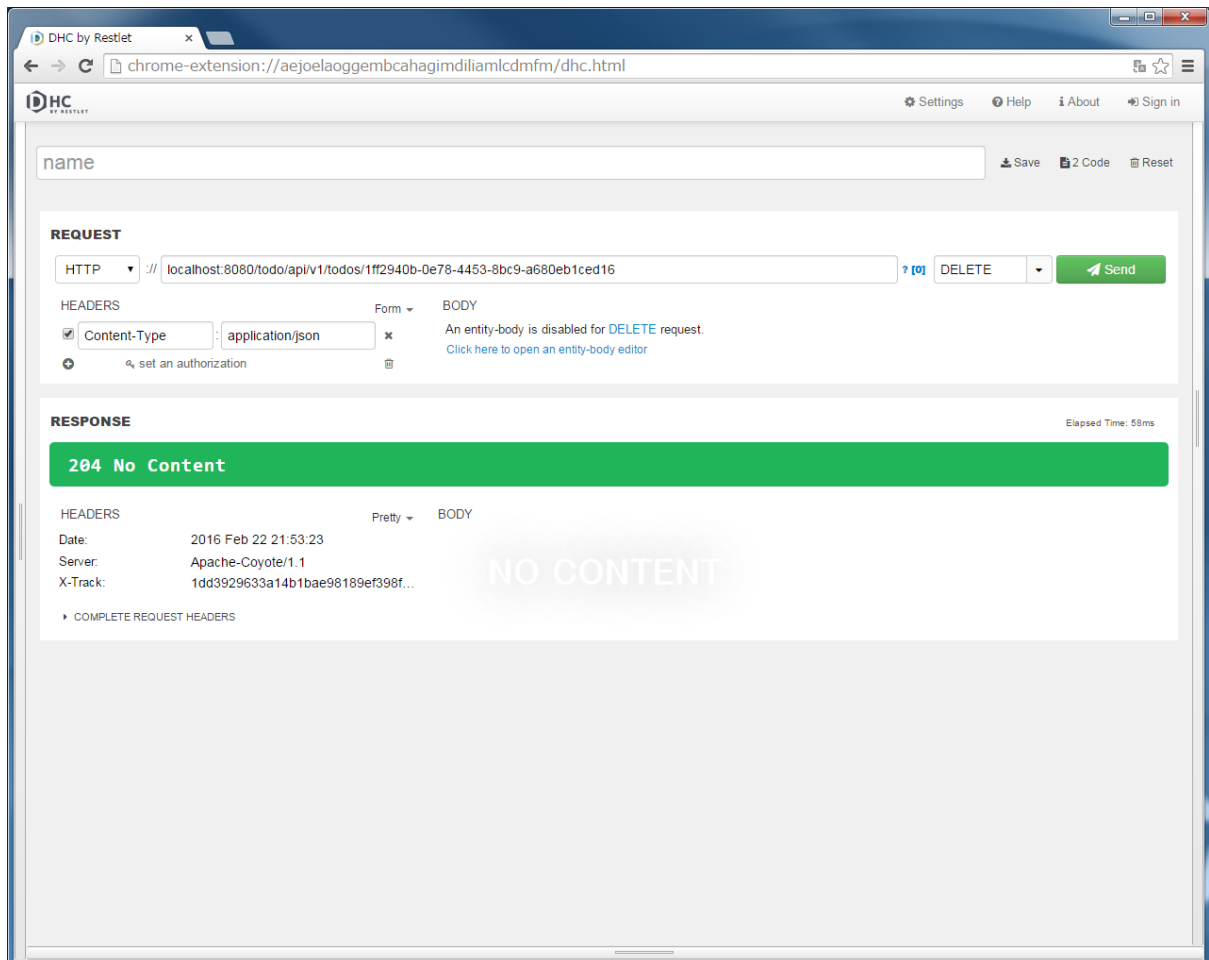 DHC by Restlet
chrome-extension://aejoelaoggembcahagimdiliamlcdmfm/dhc.html
DHC
BY RESTLET
Settings Help About Sign in
name
Save 2 Code Reset
REQUEST
HTTP :// localhost:8080/todo/api/v1/todos/1ff2940b-0e78-4453-8bc9-a680eb1ced16 ? [0] DELETE Send
HEADERS Form BODY
Content-Type : application/json An entity-body is disabled for DELETE request.
Click here to open an entity-body editor
set an authorization
RESPONSE Elapsed Time: 58ms
204 No Content
HEADERS Pretty BODY
Date: 2016 Feb 22 21:53:23
Server: Apache-Coyote/1.1
X-Track: 1dd3929633a14b1bae98189ef398f...
NO CONTENT
COMPLETE REQUEST HEADERS